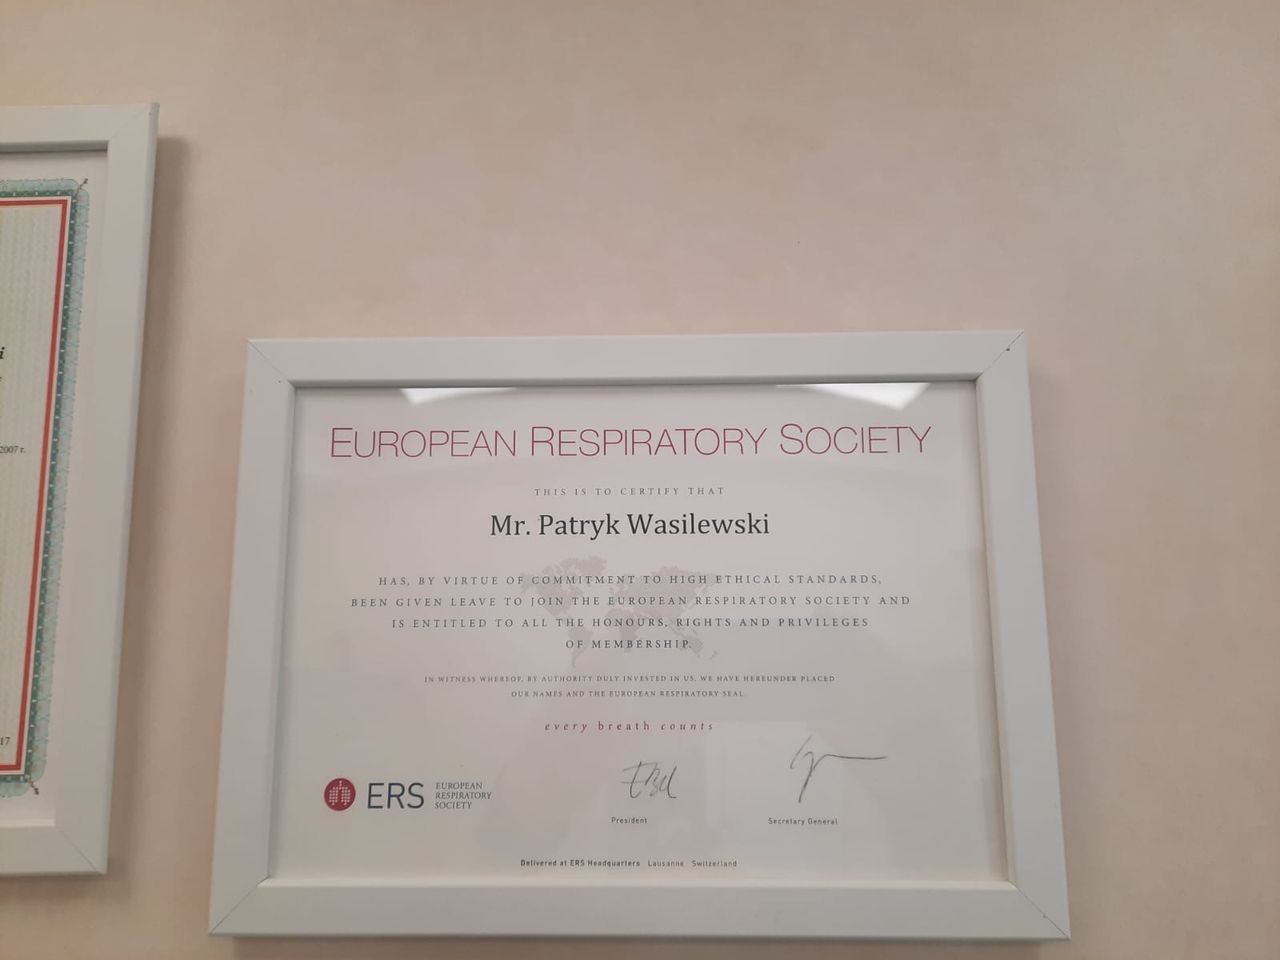 i
2007 г.
17
EUROPEAN RESPIRATORY SOCIETY
THIS IS TO CERTIFY THAT
Mr. Patryk Wasilewski
HAS, BY VIRTUE OF COMMITMENT TO HIGH ETHICAL STANDARDS,
BEEN GIVEN LEAVE TO JOIN THE EUROPEAN RESPIRATORY SOCIETY AND
IS ENTITLED TO ALL THE HONOURS, RIGHTS AND PRIVILEGES
OF MEMBERSHIP.
IN WITNESS WHEREOF, BY AUTHORITY DULY INVESTED IN US, WE HAVE HEREUNDER PLACED
OUR NAMES AND THE EUROPEAN RESPIRATORY SEAL.
every breath counts
ERS
EUROPEAN
RESPIRATORY
SOCIETY
President
Secretary General
Delivered at ERS Headquarters Lausanne Switzerland